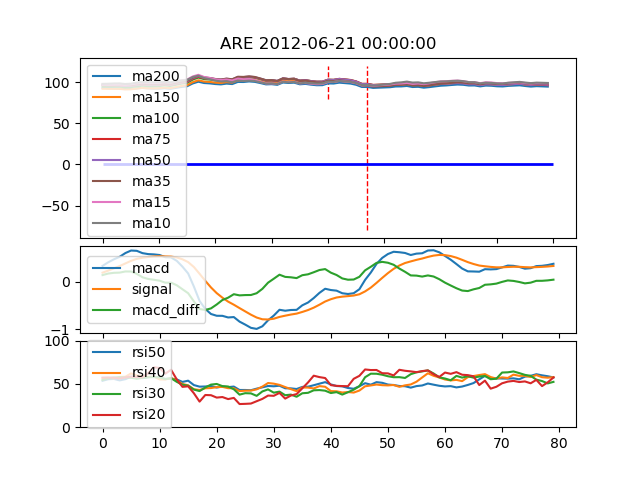 ARE 2012-06-21 00:00:00
100
50
0
−50
ma200
ma150
ma100
ma75
ma50
ma35
ma15
ma10
0
−1
macd
signal
macd_diff
100
50
0
rsi50
rsi40
rsi30
rsi20
0 10 20 30 40 50 60 70 80